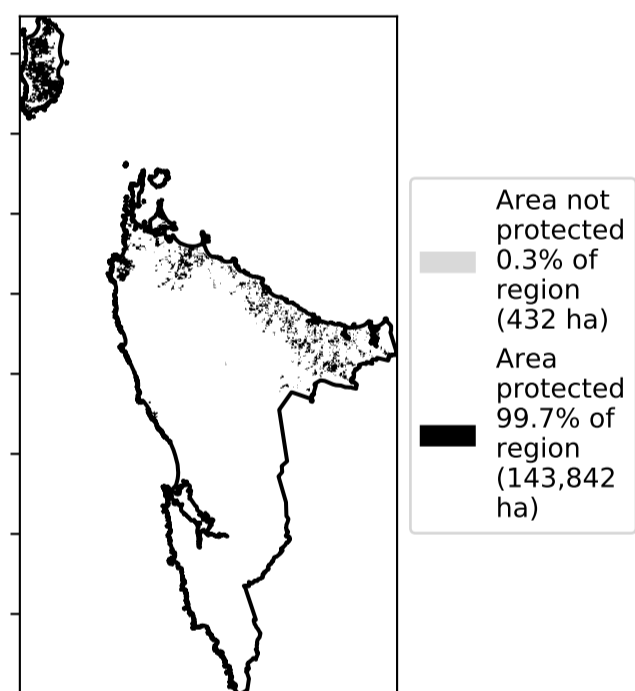 Area not
protected
0.3% of
region
(432 ha)
Area
protected
99.7% of
region
(143,842
ha)